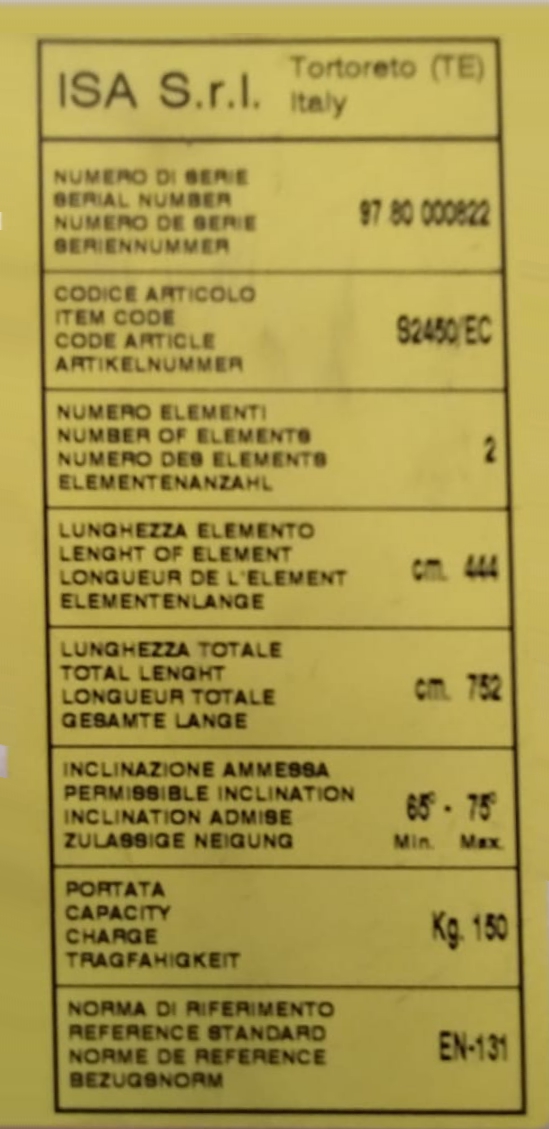 ISA S.r.l. Tortoreto (TE)
Italy
NUMERO DI SERIE
SERIAL NUMBER
NUMERO DE SERIE
SERIENNUMMER
97 80 000822
CODICE ARTICOLO
ITEM CODE
CODE ARTICLE
ARTIKELNUMMER
S2450/EC
NUMERO ELEMENTI
NUMBER OF ELEMENTS
NUMERO DES ELEMENTS
ELEMENTENANZAHL
2
LUNGHEZZA ELEMENTO
LENGHT OF ELEMENT
LONGUEUR DE L'ELEMENT
ELEMENTENLANGE
cm. 444
LUNGHEZZA TOTALE
TOTAL LENGHT
LONGUEUR TOTALE
GESAMTE LANGE
cm. 752
INCLINAZIONE AMMESSA
PERMISSIBLE INCLINATION
INCLINATION ADMISE
ZULASSIGE NEIGUNG
65° - 75°
Min. Max.
PORTATA
CAPACITY
CHARGE
TRAGFAHIGKEIT
Kg. 150
NORMA DI RIFERIMENTO
REFERENCE STANDARD
NORME DE REFERENCE
BEZUGSNORM
EN-131